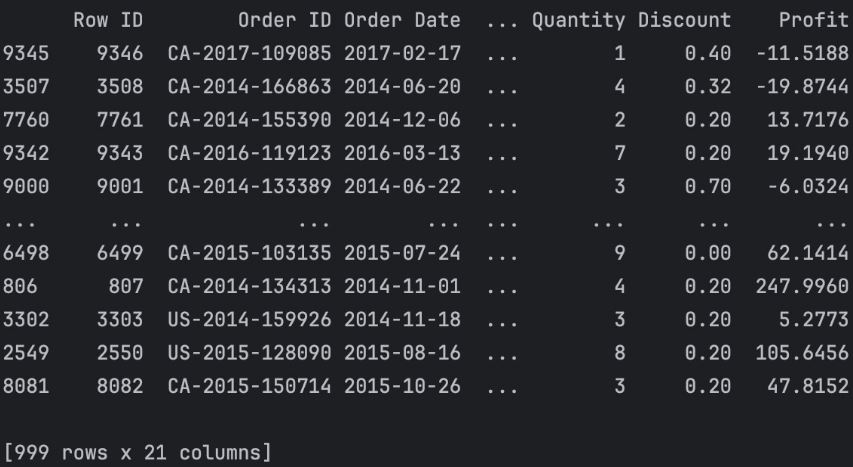 Row ID Order ID Order Date ... Quantity Discount Profit
9345 9346 CA-2017-109085 2017-02-17 ... 1 0.40 -11.5188
3507 3508 CA-2014-166863 2014-06-20 ... 4 0.32 -19.8744
7760 7761 CA-2014-155390 2014-12-06 ... 2 0.20 13.7176
9342 9343 CA-2016-119123 2016-03-13 ... 7 0.20 19.1940
9000 9001 CA-2014-133389 2014-06-22 ... 3 0.70 -6.0324
... ... ... ... ... ... ... ...
6498 6499 CA-2015-103135 2015-07-24 ... 9 0.00 62.1414
806 807 CA-2014-134313 2014-11-01 ... 4 0.20 247.9960
3302 3303 US-2014-159926 2014-11-18 ... 3 0.20 5.2773
2549 2550 US-2015-128090 2015-08-16 ... 8 0.20 105.6456
8081 8082 CA-2015-150714 2015-10-26 ... 3 0.20 47.8152
[999 rows x 21 columns]